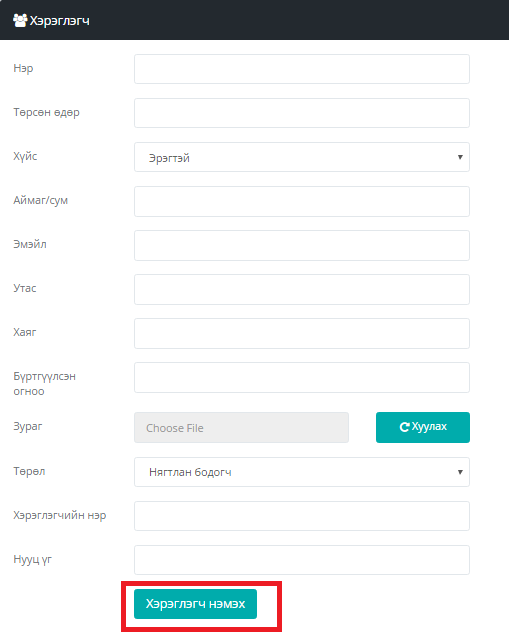 Хэрэглэгч
Нэр
Төрсөн өдөр
Хүйс
Эрэгтэй
Аймаг/сум
Эмэйл
Утас
Хаяг
Бүртгүүлсэн
огноо
Зураг
Choose File
Хуулах
Төрөл
Нягтлан бодогч
Хэрэглэгчийн нэр
Нууц үг
Хэрэглэгч нэмэх